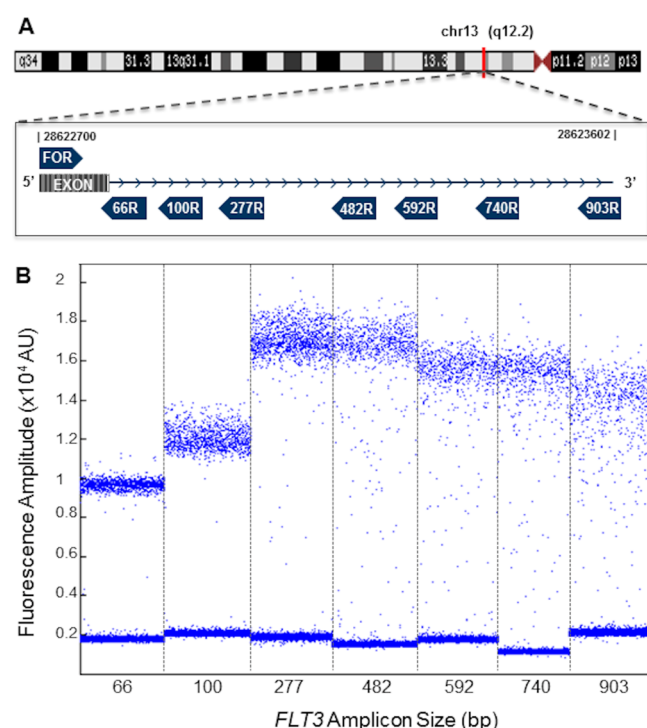 A
chr13 (q12.2)
q34 31.3 13q31.1 13.3 p11.2 p12 p13
| 28622700 28623602 |
FOR
5' EXON 3'
66R 100R 277R 482R 592R 740R 903R
B
Fluorescence Amplitude (x10⁴ AU)
2
1.8
1.6
1.4
1.2
1
0.8
0.6
0.4
0.2
66 100 277 482 592 740 903
FLT3 Amplicon Size (bp)